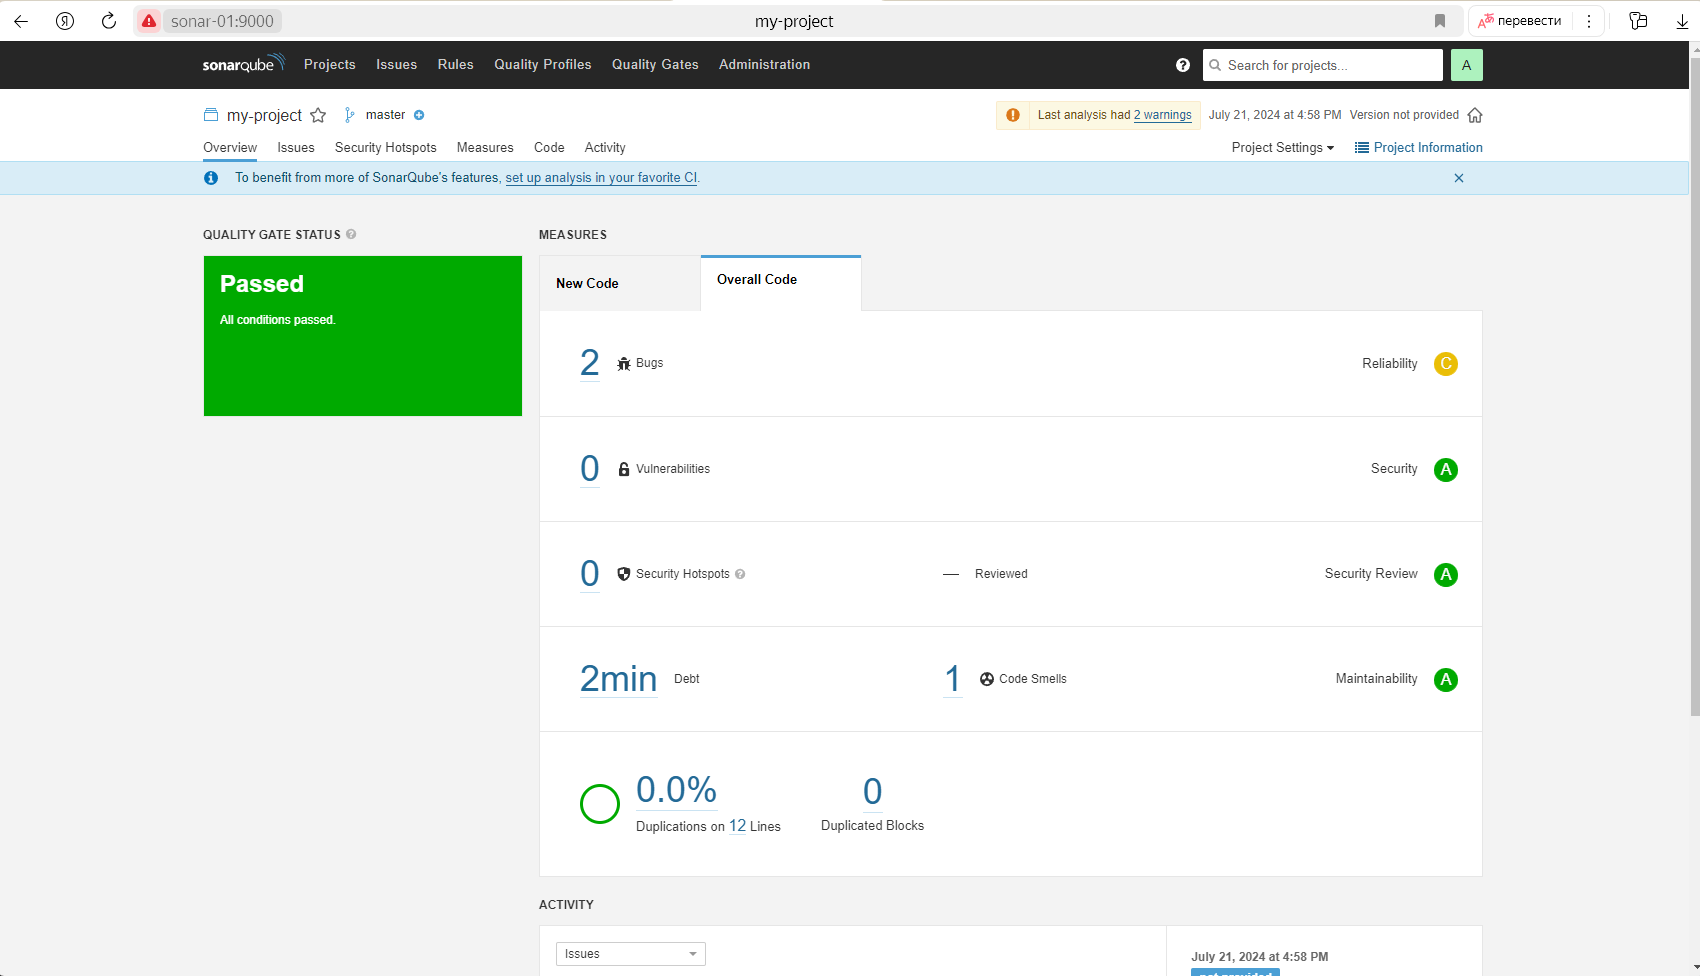 sonar-01:9000
my-project
перевести
sonarqube Projects Issues Rules Quality Profiles Quality Gates Administration
Search for projects...
A
my-project master
Last analysis had 2 warnings July 21, 2024 at 4:58 PM Version not provided
Overview Issues Security Hotspots Measures Code Activity
Project Settings Project Information
To benefit from more of SonarQube's features, set up analysis in your favorite CI.
QUALITY GATE STATUS
Passed
All conditions passed.
MEASURES
New Code Overall Code
2 Bugs Reliability C
0 Vulnerabilities Security A
0 Security Hotspots — Reviewed Security Review A
2min Debt 1 Code Smells Maintainability A
0.0%
Duplications on 12 Lines
0
Duplicated Blocks
ACTIVITY
Issues
July 21, 2024 at 4:58 PM
not provided